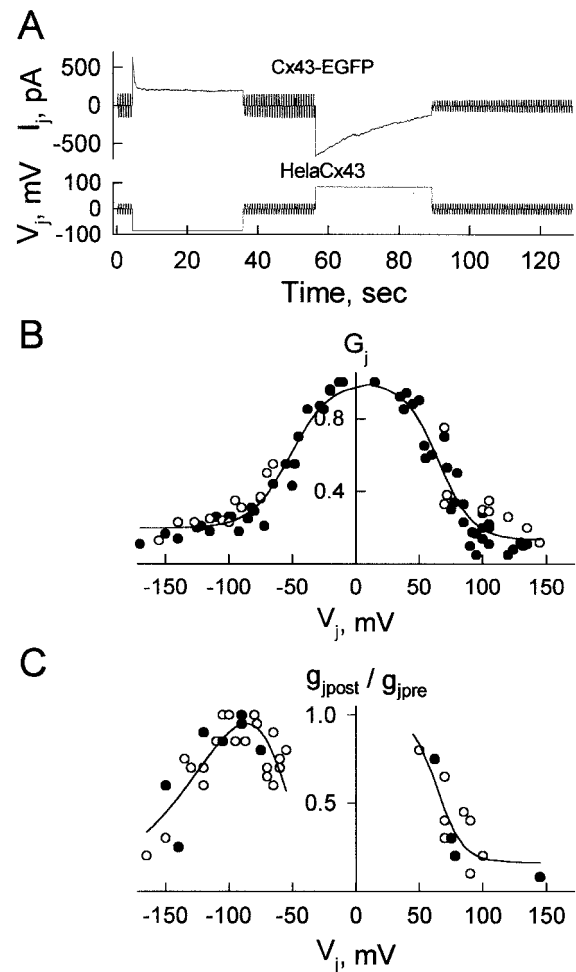 A
I_j, pA
500
0
-500
Cx43-EGFP
HelaCx43
V_j, mV
100
0
-100
0 20 40 60 80 100 120
Time, sec
B
G_j
0.8
0.4
-150 -100 -50 0 50 100 150
V_j, mV
C
g_jpost / g_jpre
1.0
0.5
-150 -100 -50 0 50 100 150
V_j, mV